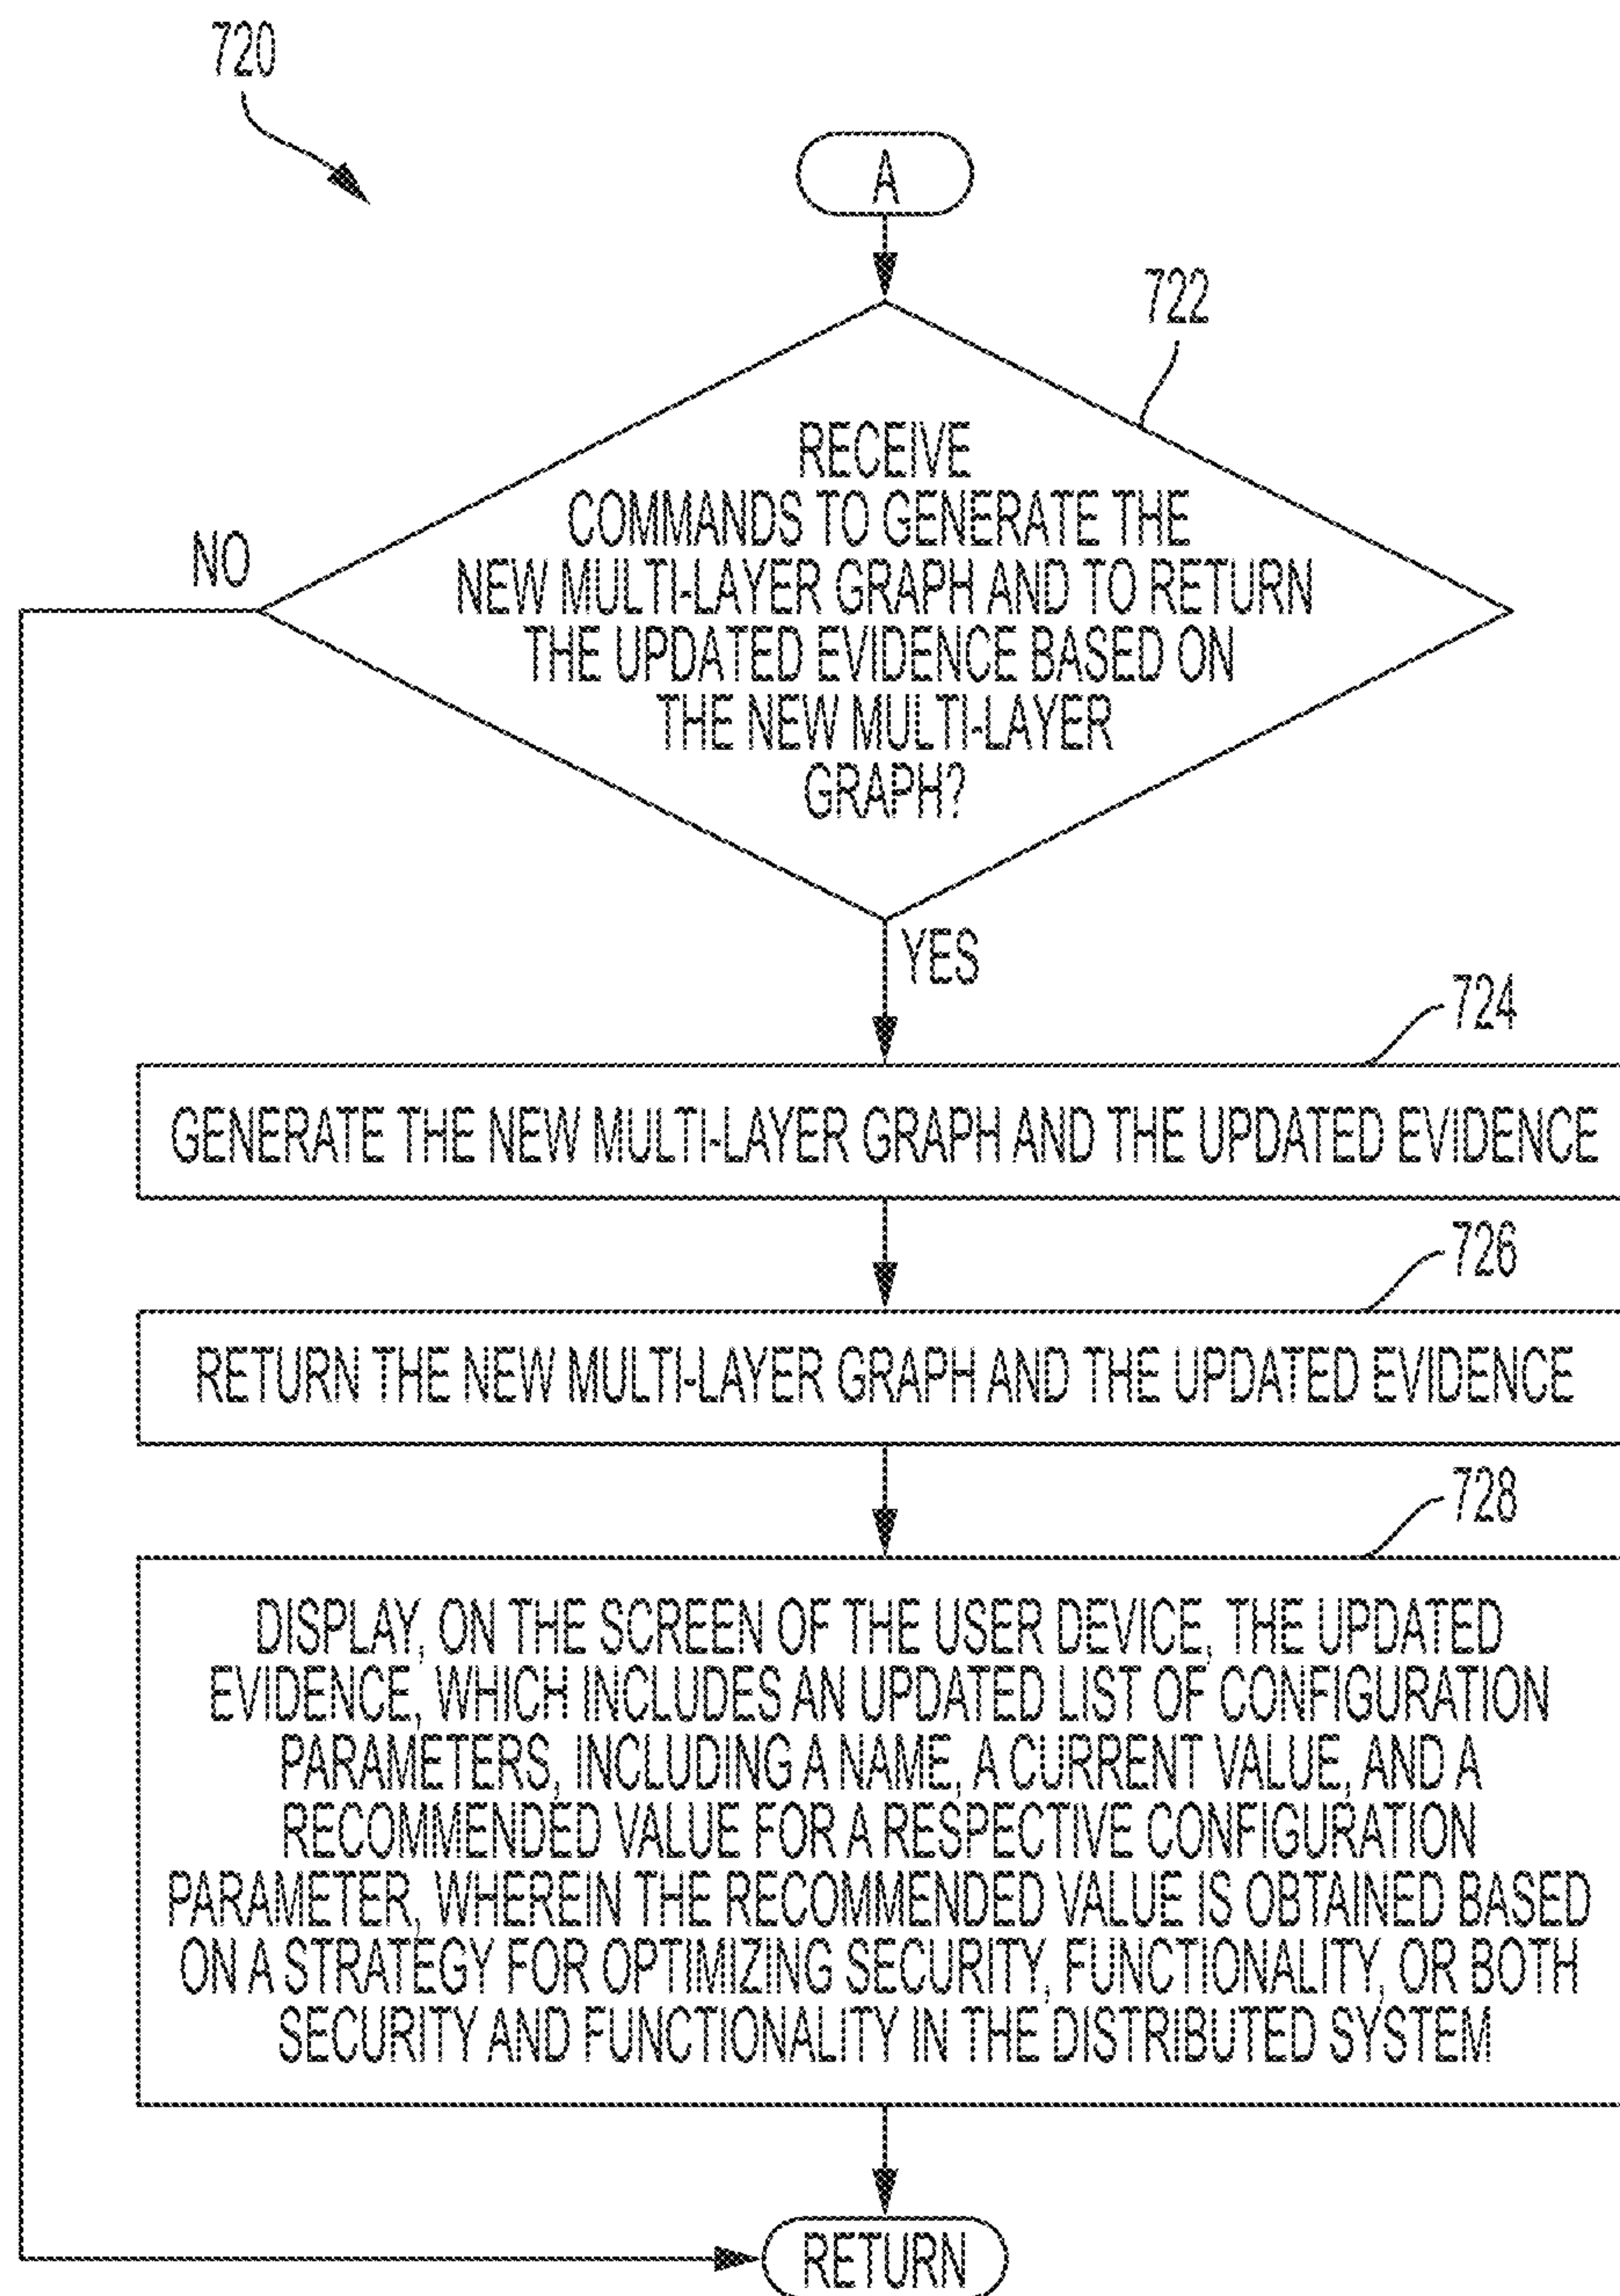 720
A
722
RECEIVE
COMMANDS TO GENERATE THE
NEW MULTI-LAYER GRAPH AND TO RETURN
THE UPDATED EVIDENCE BASED ON
THE NEW MULTI-LAYER
GRAPH?
NO
YES
724
GENERATE THE NEW MULTI-LAYER GRAPH AND THE UPDATED EVIDENCE
726
RETURN THE NEW MULTI-LAYER GRAPH AND THE UPDATED EVIDENCE
728
DISPLAY, ON THE SCREEN OF THE USER DEVICE, THE UPDATED
EVIDENCE, WHICH INCLUDES AN UPDATED LIST OF CONFIGURATION
PARAMETERS, INCLUDING A NAME, A CURRENT VALUE, AND A
RECOMMENDED VALUE FOR A RESPECTIVE CONFIGURATION
PARAMETER, WHEREIN THE RECOMMENDED VALUE IS OBTAINED BASED
ON A STRATEGY FOR OPTIMIZING SECURITY, FUNCTIONALITY, OR BOTH
SECURITY AND FUNCTIONALITY IN THE DISTRIBUTED SYSTEM
RETURN